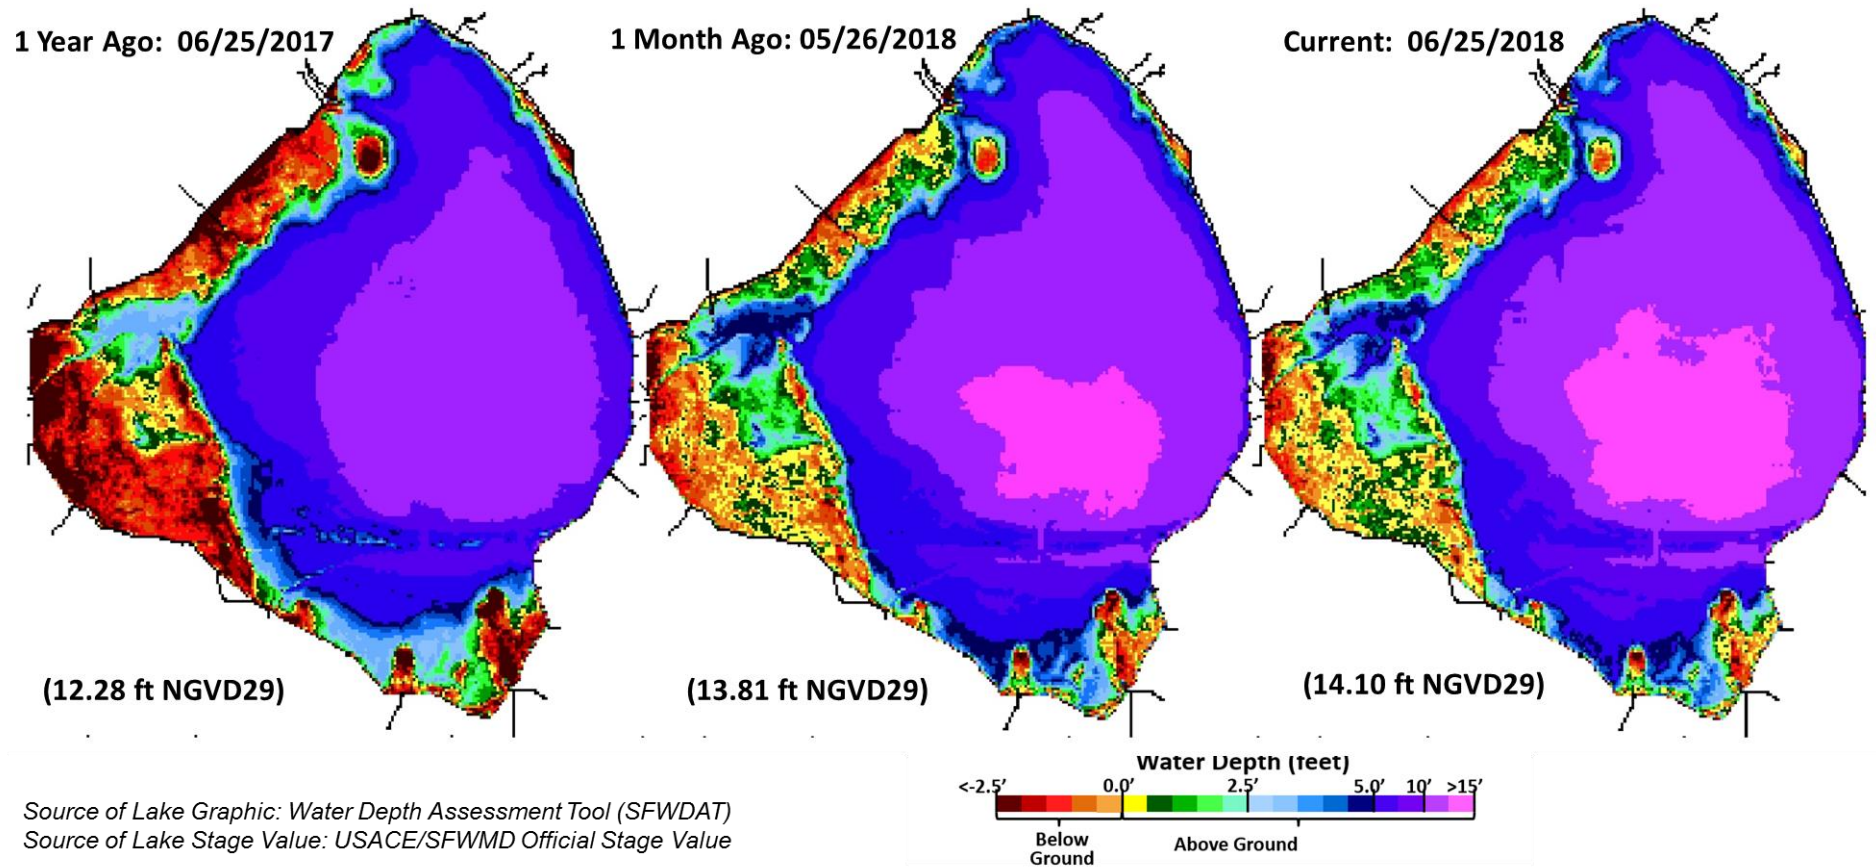 1 Year Ago: 06/25/2017
1 Month Ago: 05/26/2018
Current: 06/25/2018
(12.28 ft NGVD29)
(13.81 ft NGVD29)
(14.10 ft NGVD29)
Water Depth (feet)
<-2.5' 0.0' 2.5' 5.0' 10' >15'
Below
Ground
Above Ground
Source of Lake Graphic: Water Depth Assessment Tool (SFWDAT)
Source of Lake Stage Value: USACE/SFWMD Official Stage Value